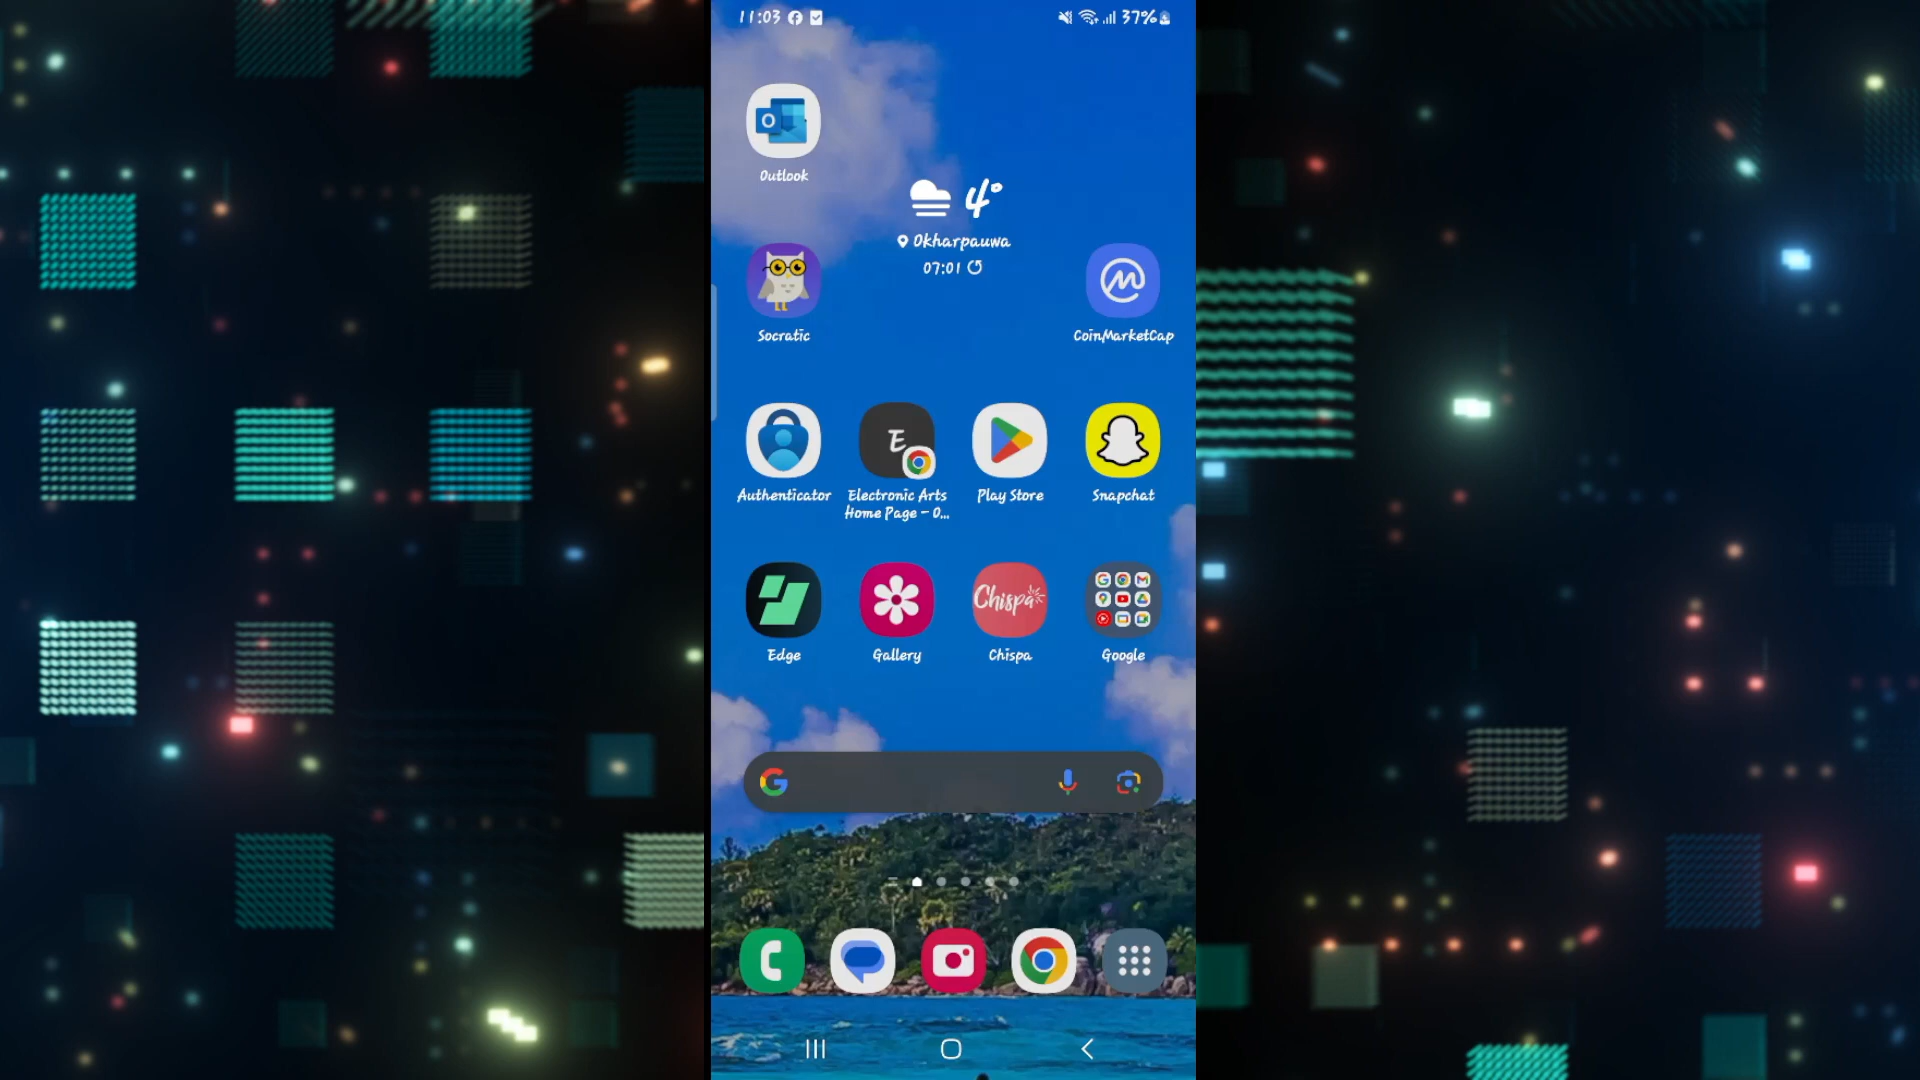 11:03
37%
Outlook
4°
Okharpauwa
07:01
Socratic
CoinMarketCap
E
Authenticator
Electronic Arts
Home Page - O...
Play Store
Snapchat
Chispa
Edge
Gallery
Chispa
Google